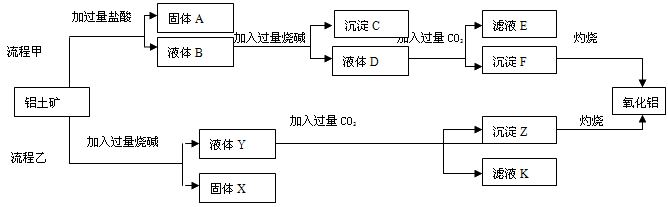 固体 A
加过量盐酸
沉淀 C
滤液 E
流程甲
液体 B
加入过量烧碱
加入过量 CO₂
液体 D
沉淀 F
灼烧
铝土矿
氧化铝
加入过量 CO₂
加入过量烧碱
液体 Y
沉淀 Z
灼烧
流程乙
固体 X
滤液 K